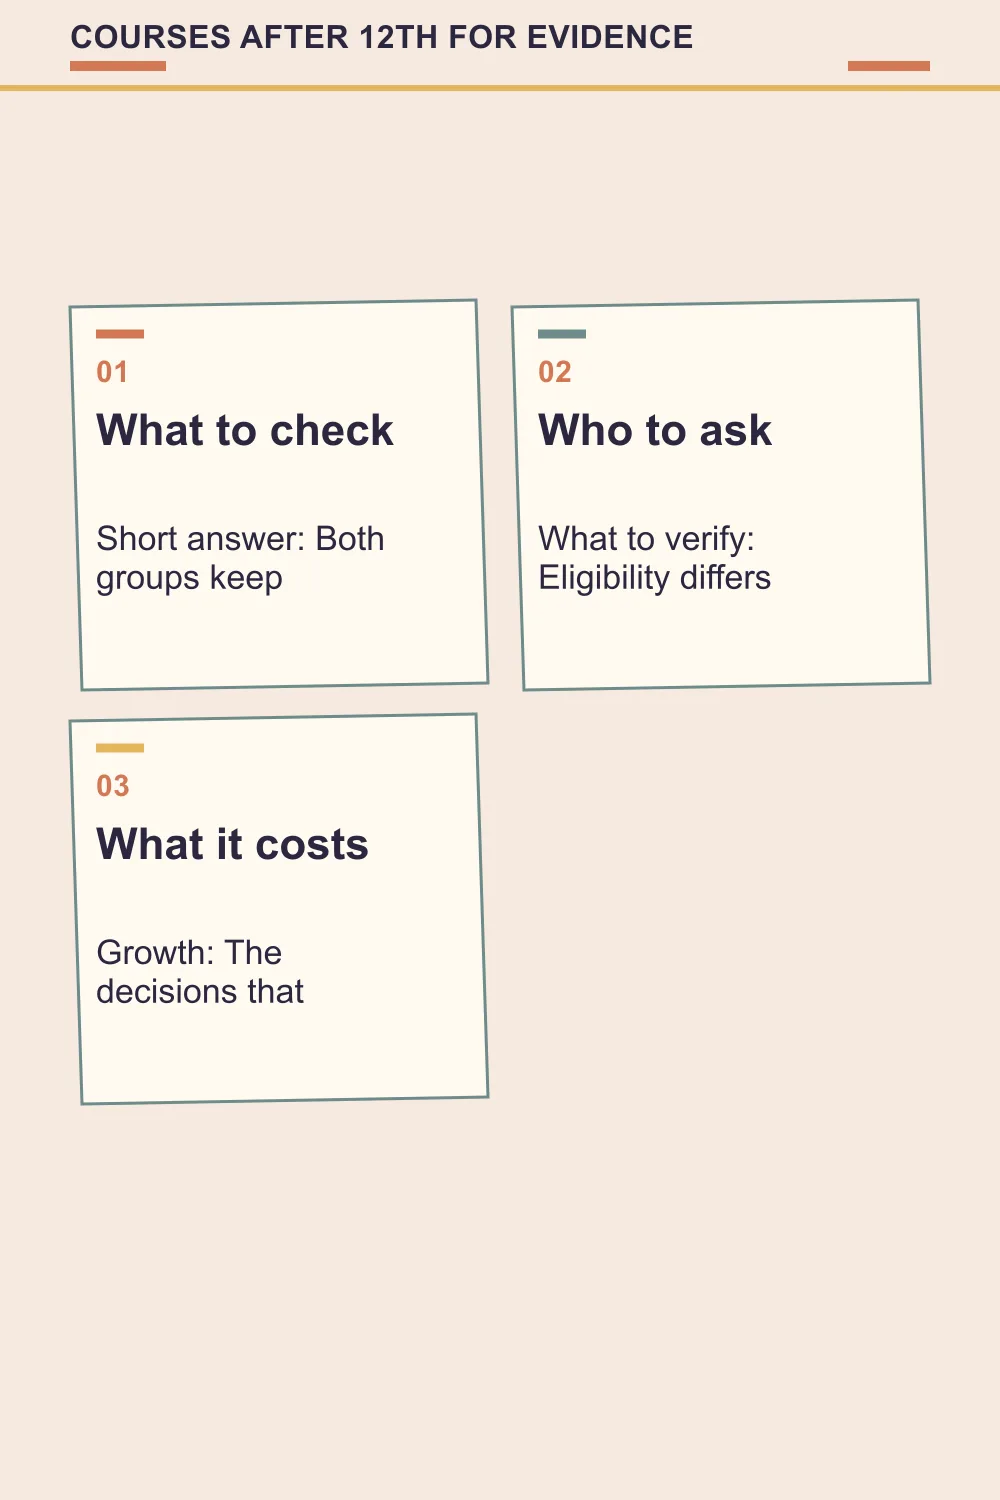 COURSES AFTER 12TH FOR EVIDENCE
01
What to check
Short answer: Both
groups keep
02
Who to ask
What to verify:
Eligibility differs
03
What it costs
Growth: The
decisions that